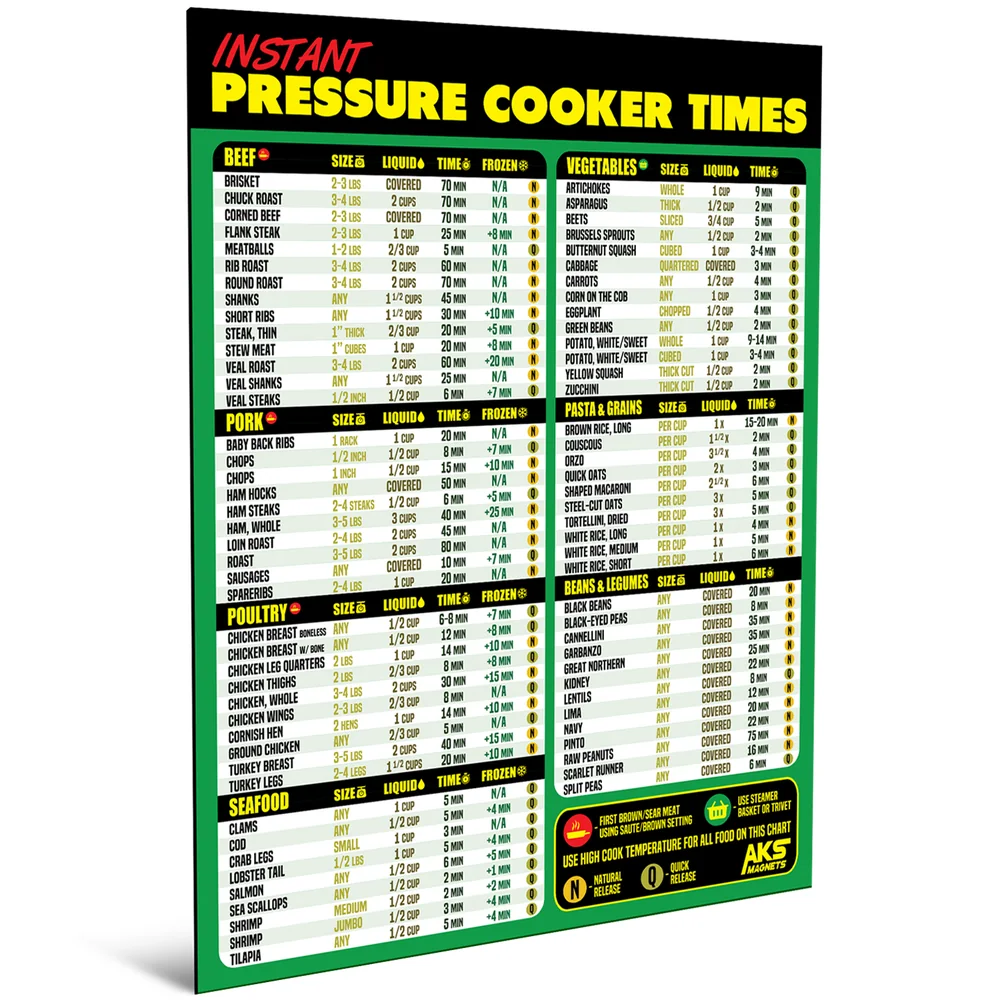 INSTANT
PRESSURE COOKER TIMES
BEEF SIZE LIQUID TIME FROZEN
BRISKET 2-3 LBS COVERED 70 MIN N/A N
CHUCK ROAST 3-4 LBS 2 CUPS 70 MIN N/A N
CORNED BEEF 2-3 LBS COVERED 70 MIN N/A N
FLANK STEAK 2-3 LBS 1 CUP 25 MIN +8 MIN N
MEATBALLS 1-2 LBS 2/3 CUP 5 MIN N/A Q
RIB ROAST 3-4 LBS 2 CUPS 60 MIN N/A N
ROUND ROAST 3-4 LBS 2 CUPS 70 MIN N/A N
SHANKS ANY 1 1/2 CUPS 45 MIN N/A N
SHORT RIBS ANY 1 1/2 CUPS 30 MIN +10 MIN N
STEAK, THIN 1" THICK 2/3 CUP 20 MIN +5 MIN Q
STEW MEAT 1" CUBES 1 CUP 20 MIN +8 MIN N
VEAL ROAST 3-4 LBS 2 CUPS 60 MIN +20 MIN N
VEAL SHANKS ANY 1 1/2 CUPS 25 MIN N/A N
VEAL STEAKS 1/2 INCH 1/2 CUP 6 MIN +7 MIN Q
PORK SIZE LIQUID TIME FROZEN
BABY BACK RIBS 1 RACK 1 CUP 20 MIN N/A N
CHOPS 1/2 INCH 1/2 CUP 8 MIN +7 MIN Q
CHOPS 1 INCH 1/2 CUP 15 MIN +10 MIN N
HAM HOCKS ANY COVERED 50 MIN N/A N
HAM STEAKS 2-4 STEAKS 1/2 CUP 6 MIN +5 MIN Q
HAM, WHOLE 3-5 LBS 3 CUPS 40 MIN +25 MIN N
LOIN ROAST 2-4 LBS 2 CUPS 45 MIN N/A N
ROAST 3-5 LBS 2 CUPS 80 MIN N/A N
SAUSAGES ANY COVERED 10 MIN +7 MIN Q
SPARERIBS 2-4 LBS 1 CUP 20 MIN N/A N
POULTRY SIZE LIQUID TIME FROZEN
CHICKEN BREAST BONELESS ANY 1/2 CUP 6-8 MIN +7 MIN Q
CHICKEN BREAST W/ BONE ANY 1/2 CUP 12 MIN +8 MIN Q
CHICKEN LEG QUARTERS 2 LBS 1 CUP 14 MIN +10 MIN N
CHICKEN THIGHS 2 LBS 2/3 CUP 8 MIN +8 MIN Q
CHICKEN, WHOLE 3-4 LBS 2 CUPS 30 MIN +15 MIN N
CHICKEN WINGS 2-3 LBS 2/3 CUP 8 MIN N/A Q
CORNISH HEN 2 HENS 1 CUP 14 MIN +10 MIN N
GROUND CHICKEN ANY 2/3 CUP 5 MIN N/A Q
TURKEY BREAST 3-5 LBS 2 CUPS 40 MIN +15 MIN N
TURKEY LEGS 2-4 LEGS 1 1/2 CUPS 20 MIN +10 MIN N
SEAFOOD SIZE LIQUID TIME FROZEN
CLAMS ANY 1 CUP 5 MIN N/A Q
COD ANY 1/2 CUP 5 MIN +4 MIN Q
CRAB LEGS SMALL 1 CUP 3 MIN N/A Q
LOBSTER TAIL 1/2 LBS 1 CUP 5 MIN +4 MIN Q
SALMON ANY 1/2 CUP 6 MIN +5 MIN Q
SEA SCALLOPS ANY 1/2 CUP 2 MIN +1 MIN Q
SHRIMP MEDIUM 1/2 CUP 2 MIN +2 MIN Q
SHRIMP JUMBO 1/2 CUP 3 MIN +4 MIN Q
TILAPIA ANY 1/2 CUP 5 MIN +4 MIN Q
VEGETABLES SIZE LIQUID TIME
ARTICHOKES WHOLE 1 CUP 9 MIN Q
ASPARAGUS THICK 1/2 CUP 2 MIN Q
BEETS SLICED 3/4 CUP 5 MIN Q
BRUSSELS SPROUTS ANY 1/2 CUP 2 MIN Q
BUTTERNUT SQUASH CUBED 1 CUP 3-4 MIN Q
CABBAGE QUARTERED COVERED 3 MIN Q
CARROTS ANY 1/2 CUP 4 MIN Q
CORN ON THE COB ANY 1 CUP 3 MIN Q
EGGPLANT CHOPPED 1/2 CUP 4 MIN Q
GREEN BEANS ANY 1/2 CUP 2 MIN Q
POTATO, WHITE/SWEET WHOLE 1 CUP 9-14 MIN Q
POTATO, WHITE/SWEET CUBED 1 CUP 3-4 MIN Q
YELLOW SQUASH THICK CUT 1/2 CUP 2 MIN Q
ZUCCHINI THICK CUT 1/2 CUP 2 MIN Q
PASTA & GRAINS SIZE LIQUID TIME
BROWN RICE, LONG PER CUP 1 X 15-20 MIN N
COUSCOUS PER CUP 1 1/2 X 2 MIN Q
ORZO PER CUP 3 1/2 X 4 MIN Q
QUICK OATS PER CUP 2 X 3 MIN Q
SHAPED MACARONI PER CUP 2 1/2 X 6 MIN Q
STEEL-CUT OATS PER CUP 3 X 5 MIN Q
TORTELLINI, DRIED PER CUP 3 X 5 MIN Q
WHITE RICE, LONG PER CUP 1 X 4 MIN N
WHITE RICE, MEDIUM PER CUP 1 X 5 MIN N
WHITE RICE, SHORT PER CUP 1 X 6 MIN N
BEANS & LEGUMES SIZE LIQUID TIME
BLACK BEANS ANY COVERED 20 MIN N
BLACK-EYED PEAS ANY COVERED 8 MIN N
CANNELLINI ANY COVERED 35 MIN N
GARBANZO ANY COVERED 35 MIN N
GREAT NORTHERN ANY COVERED 25 MIN N
KIDNEY ANY COVERED 22 MIN N
LENTILS ANY COVERED 8 MIN N
LIMA ANY COVERED 12 MIN N
NAVY ANY COVERED 20 MIN N
PINTO ANY COVERED 22 MIN N
RAW PEANUTS ANY COVERED 75 MIN N
SCARLET RUNNER ANY COVERED 16 MIN N
SPLIT PEAS ANY COVERED 6 MIN Q
- FIRST BROWN/SEAR MEAT
USING SAUTE/BROWN SETTING
- USE STEAMER
BASKET OR TRIVET
USE HIGH COOK TEMPERATURE FOR ALL FOOD ON THIS CHART
N - NATURAL
RELEASE
Q - QUICK
RELEASE
AKS
MAGNETS